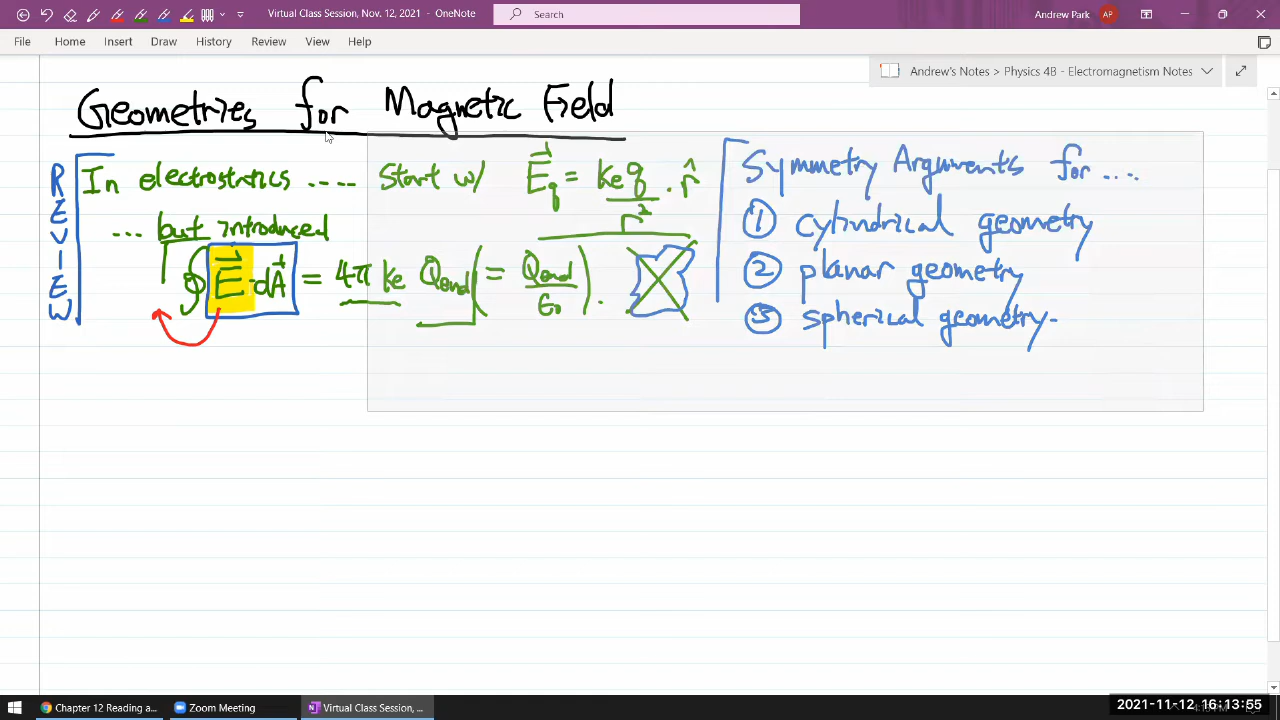 Virtual Class Session, Nov. 12, 2021 - OneNote
Search
Andrew Park
AP
File Home Insert Draw History Review View Help
Andrew's Notes > Physics 4B - Electromagnetism Notes
Geometries for Magnetic Field
REVIEW
In electrostatics ..... Start w/ E⃗q = keq/r² · r̂
... but introduced
∮ E⃗ · dA⃗ = 4π ke Qend (= Qend/ε₀).
Symmetry Arguments for ....
① cylindrical geometry
② planar geometry
③ spherical geometry.
Chapter 12 Reading a...
Zoom Meeting
Virtual Class Session, ...
2021-11-12 16:13:55